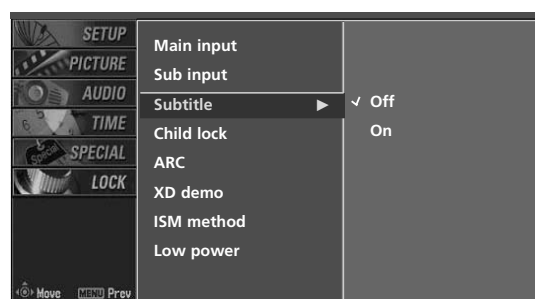 SETUP
PICTURE
AUDIO
TIME
SPECIAL
LOCK
Move MENU Prev
Main input
Sub input
Subtitle ▶
Child lock
ARC
XD demo
ISM method
Low power
✓ Off
On